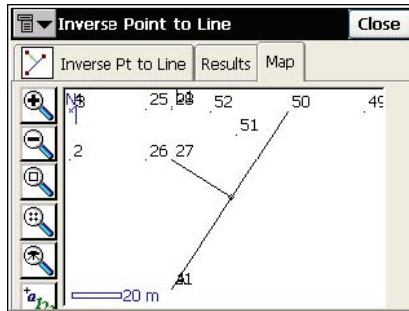 Inverse Point to Line Close
Inverse Pt to Line Results Map
25 52 50 49
51
2 26 27
20 m